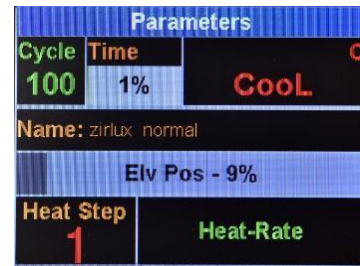 Parameters
Cycle Time
100 1% CooL
Name: zirlux normal
Elv Pos - 9%
Heat Step
1 Heat-Rate